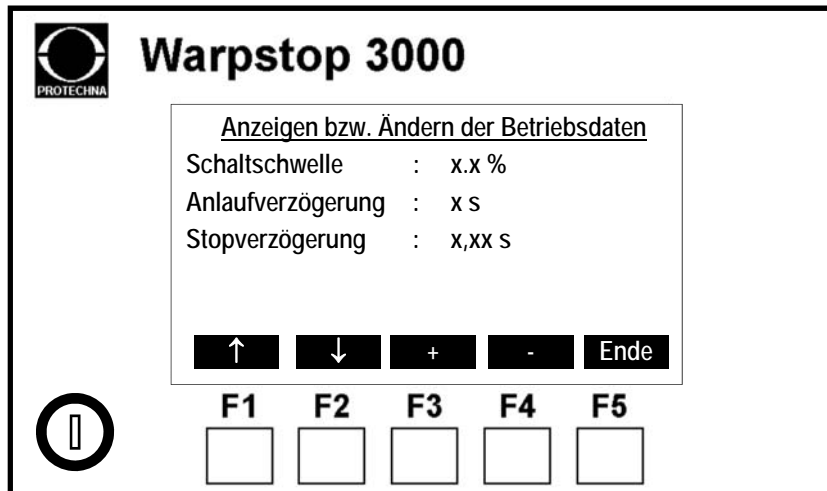 PROTECHNA
Warpstop 3000
Anzeigen bzw. Ändern der Betriebsdaten
Schaltschwelle : x.x %
Anlaufverzögerung : x s
Stopverzögerung : x,xx s
↑ ↓ + - Ende
F1 F2 F3 F4 F5